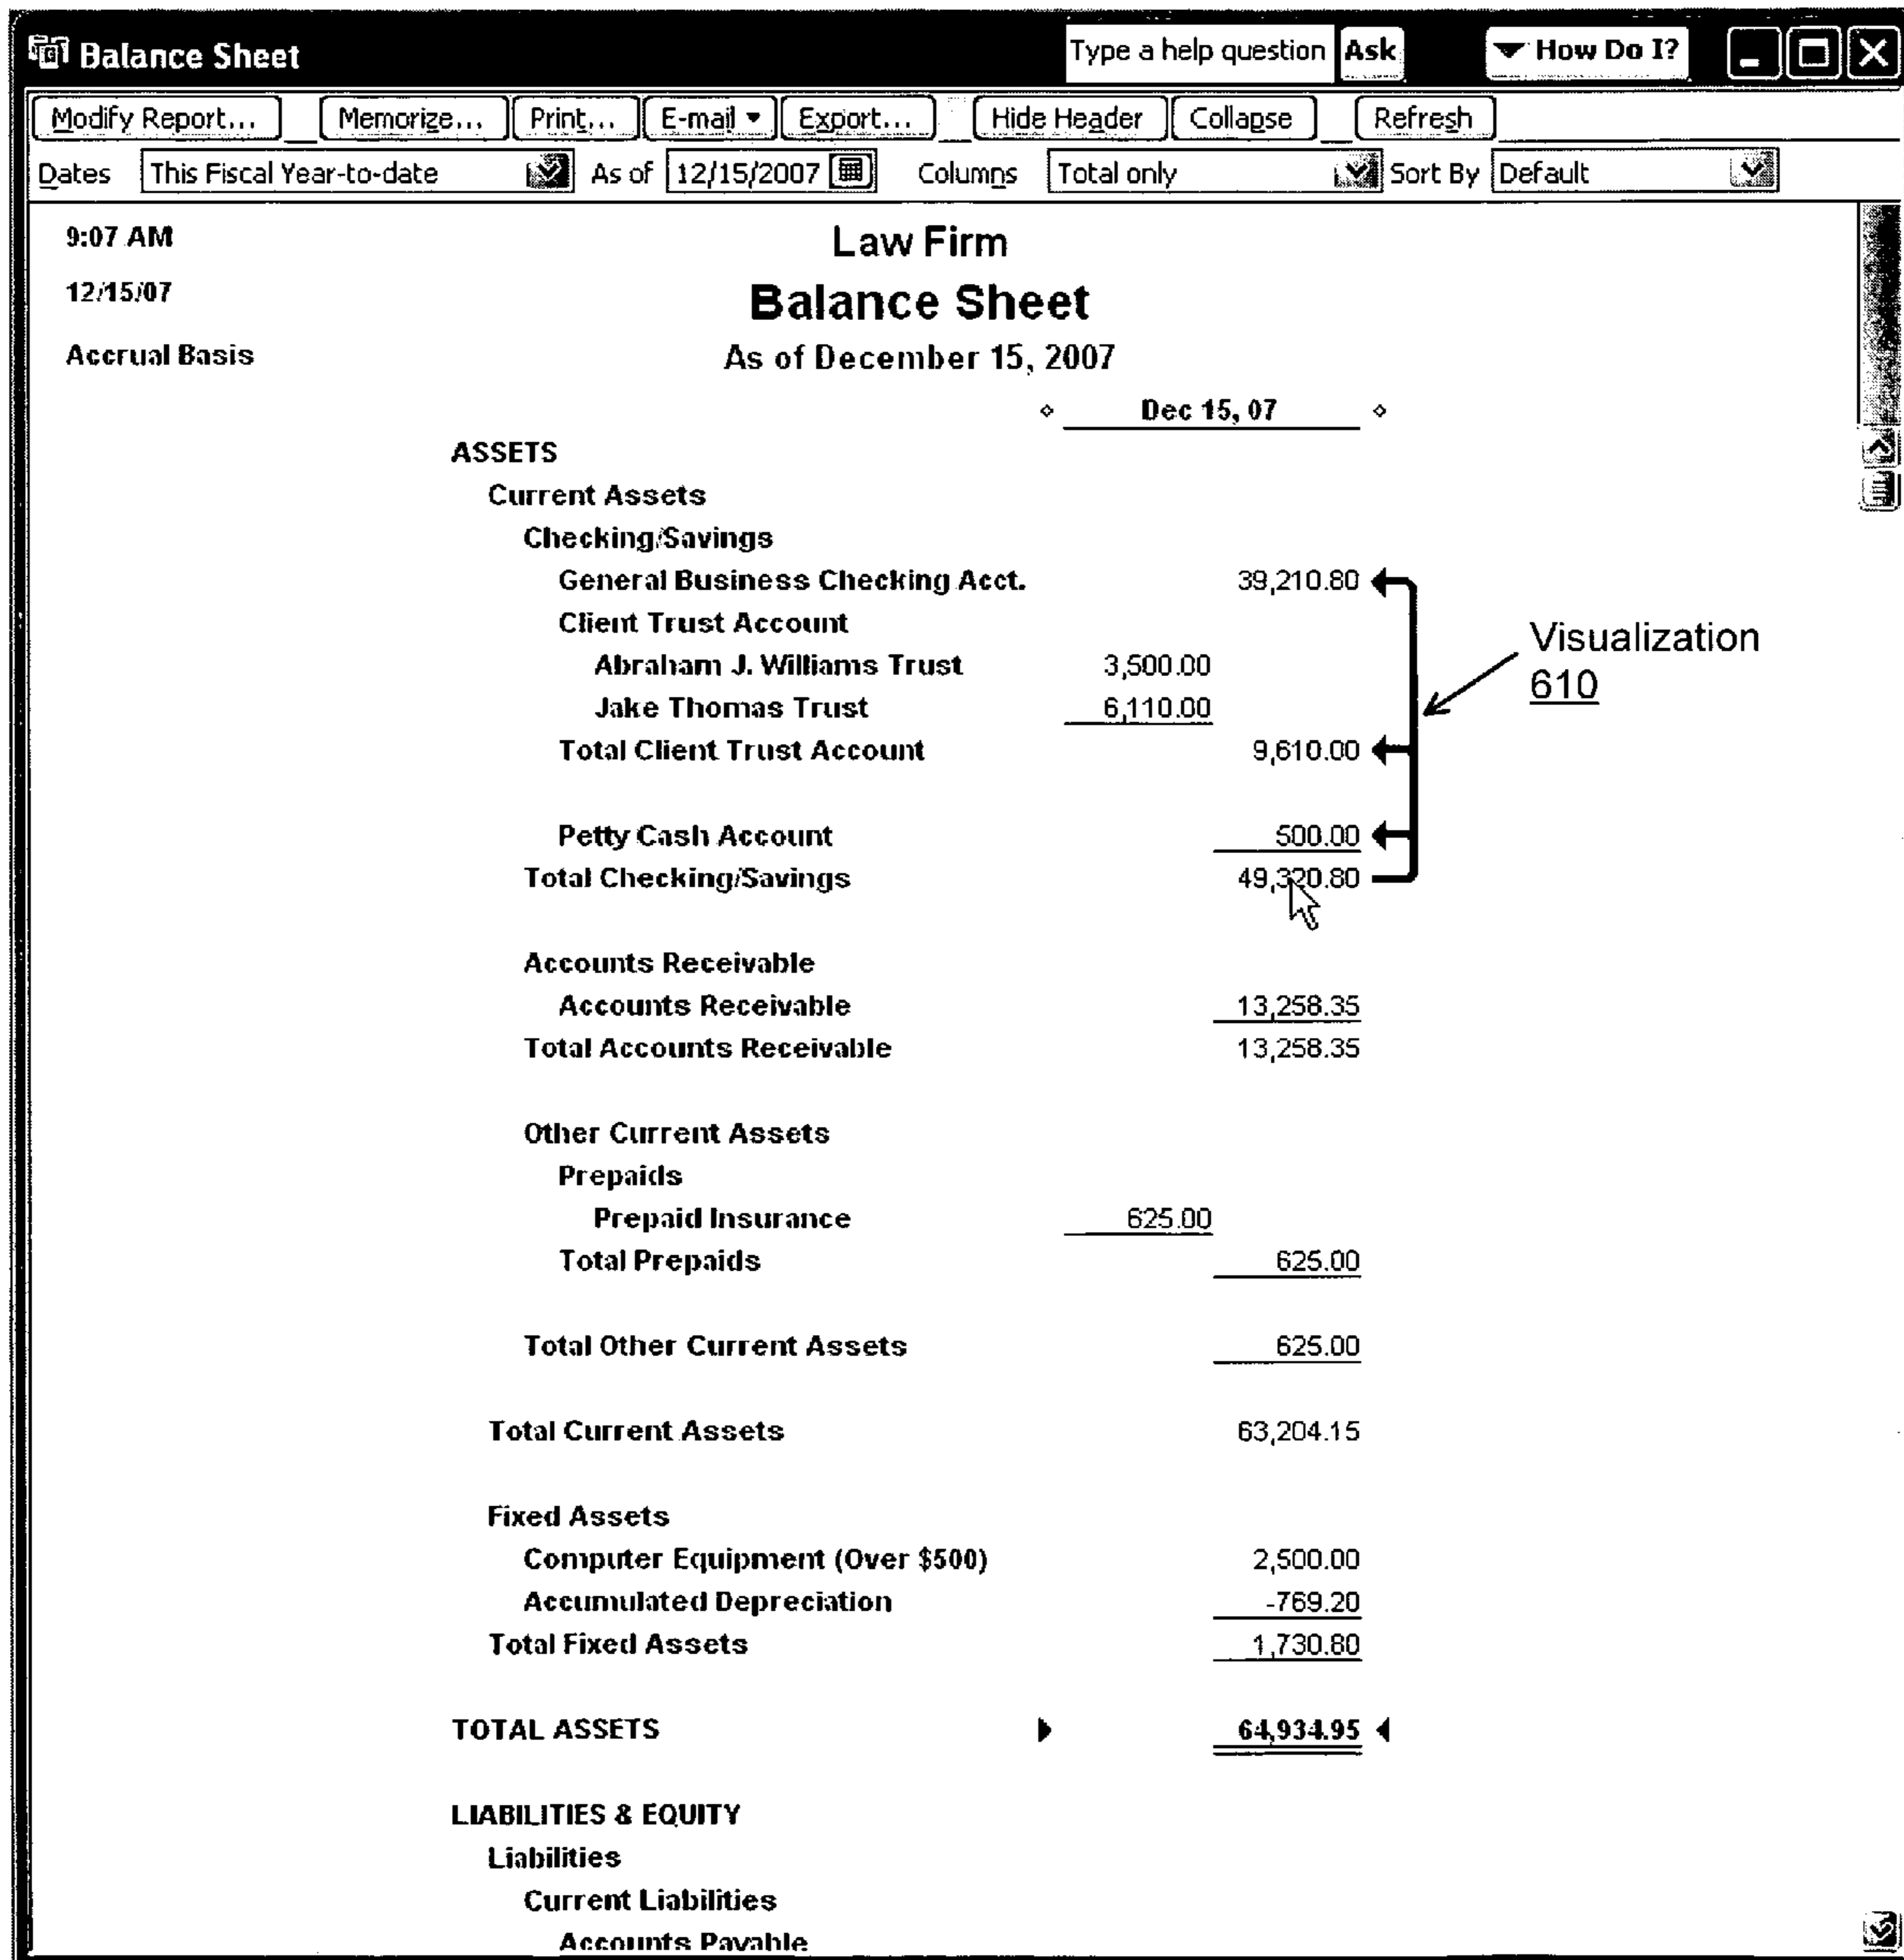 Balance Sheet Type a help question Ask How Do I?
Modify Report... Memorize... Print... E-mail Export... Hide Header Collapse Refresh
Dates This Fiscal Year-to-date As of 12/15/2007 Columns Total only Sort By Default
9:07 AM Law Firm
12/15/07 Balance Sheet
Accrual Basis As of December 15, 2007
Dec 15, 07
ASSETS
Current Assets
Checking/Savings
General Business Checking Acct. 39,210.80
Client Trust Account
Visualization
Abraham J. Williams Trust 3,500.00
610
Jake Thomas Trust 6,110.00
Total Client Trust Account 9,610.00
Petty Cash Account 500.00
Total Checking/Savings 49,320.80
Accounts Receivable
Accounts Receivable 13,258.35
Total Accounts Receivable 13,258.35
Other Current Assets
Prepaids
Prepaid Insurance 625.00
Total Prepaids 625.00
Total Other Current Assets 625.00
Total Current Assets 63,204.15
Fixed Assets
Computer Equipment (Over $500) 2,500.00
Accumulated Depreciation -769.20
Total Fixed Assets 1,730.80
TOTAL ASSETS 64,934.95
LIABILITIES & EQUITY
Liabilities
Current Liabilities
Accounts Payable